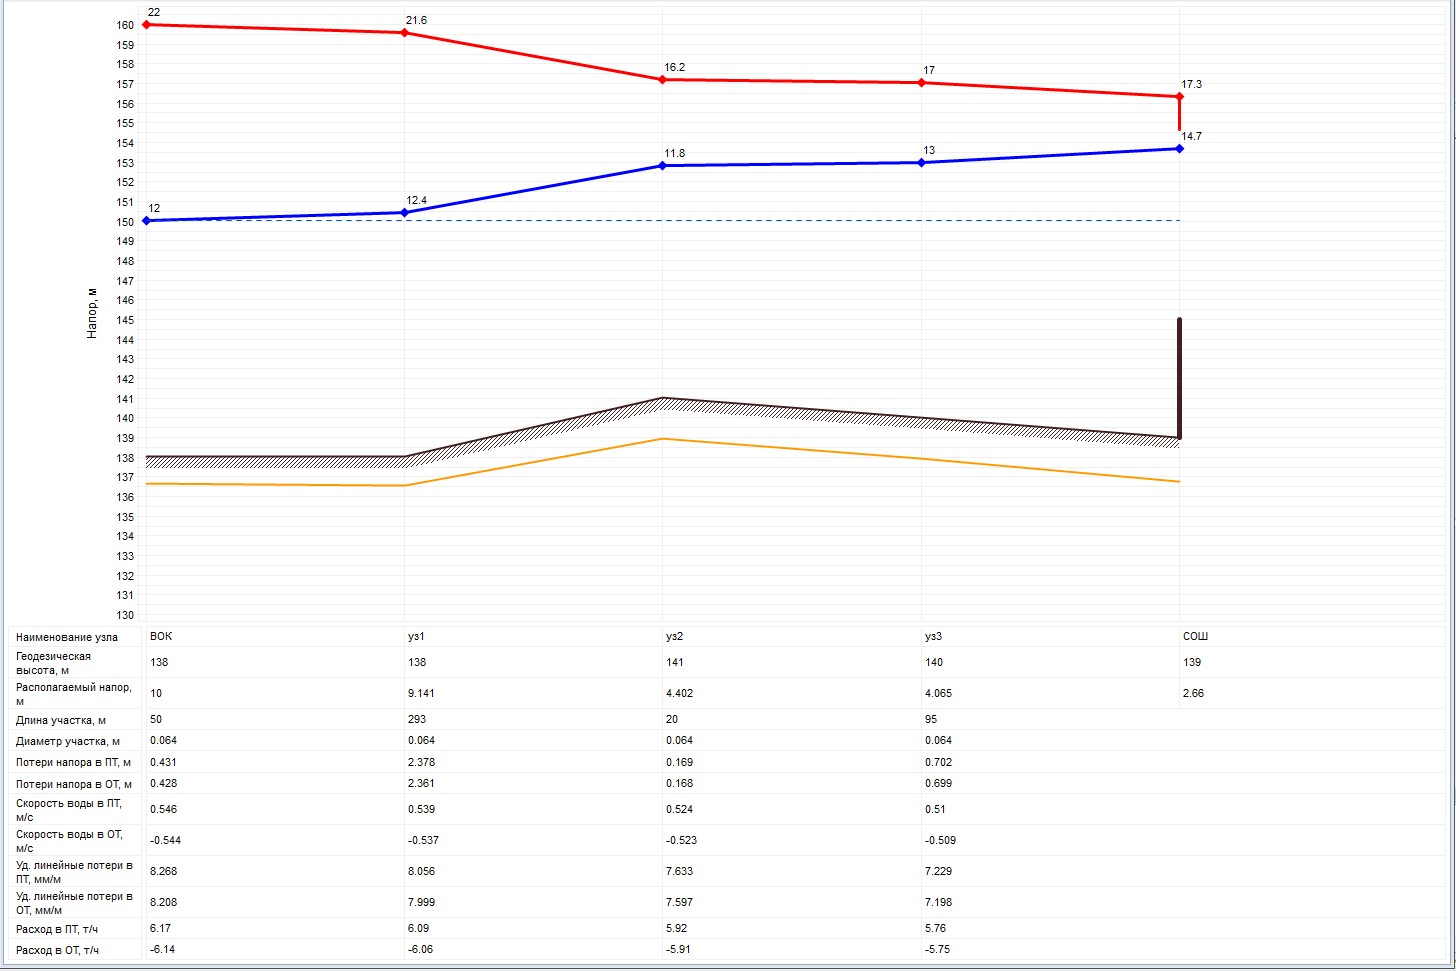 22
160
21.6
159
158
16.2
17
157
17.3
156
155
14.7
154
11.8
13
153
152
12
12.4
151
150
149
148
147
146
Напор, м
145
144
143
142
141
140
139
138
137
136
135
134
133
132
131
130
Наименование узла ВОК уз1 уз2 уз3 СОШ
Геодезическая
высота, м 138 138 141 140 139
Располагаемый напор,
м 10 9.141 4.402 4.065 2.66
Длина участка, м 50 293 20 95
Диаметр участка, м 0.064 0.064 0.064 0.064
Потери напора в ПТ, м 0.431 2.378 0.169 0.702
Потери напора в ОТ, м 0.428 2.361 0.168 0.699
Скорость воды в ПТ,
м/с 0.546 0.539 0.524 0.51
Скорость воды в ОТ,
м/с -0.544 -0.537 -0.523 -0.509
Уд. линейные потери в
ПТ, мм/м 8.268 8.056 7.633 7.229
Уд. линейные потери в
ОТ, мм/м 8.208 7.999 7.597 7.198
Расход в ПТ, т/ч 6.17 6.09 5.92 5.76
Расход в ОТ, т/ч -6.14 -6.06 -5.91 -5.75